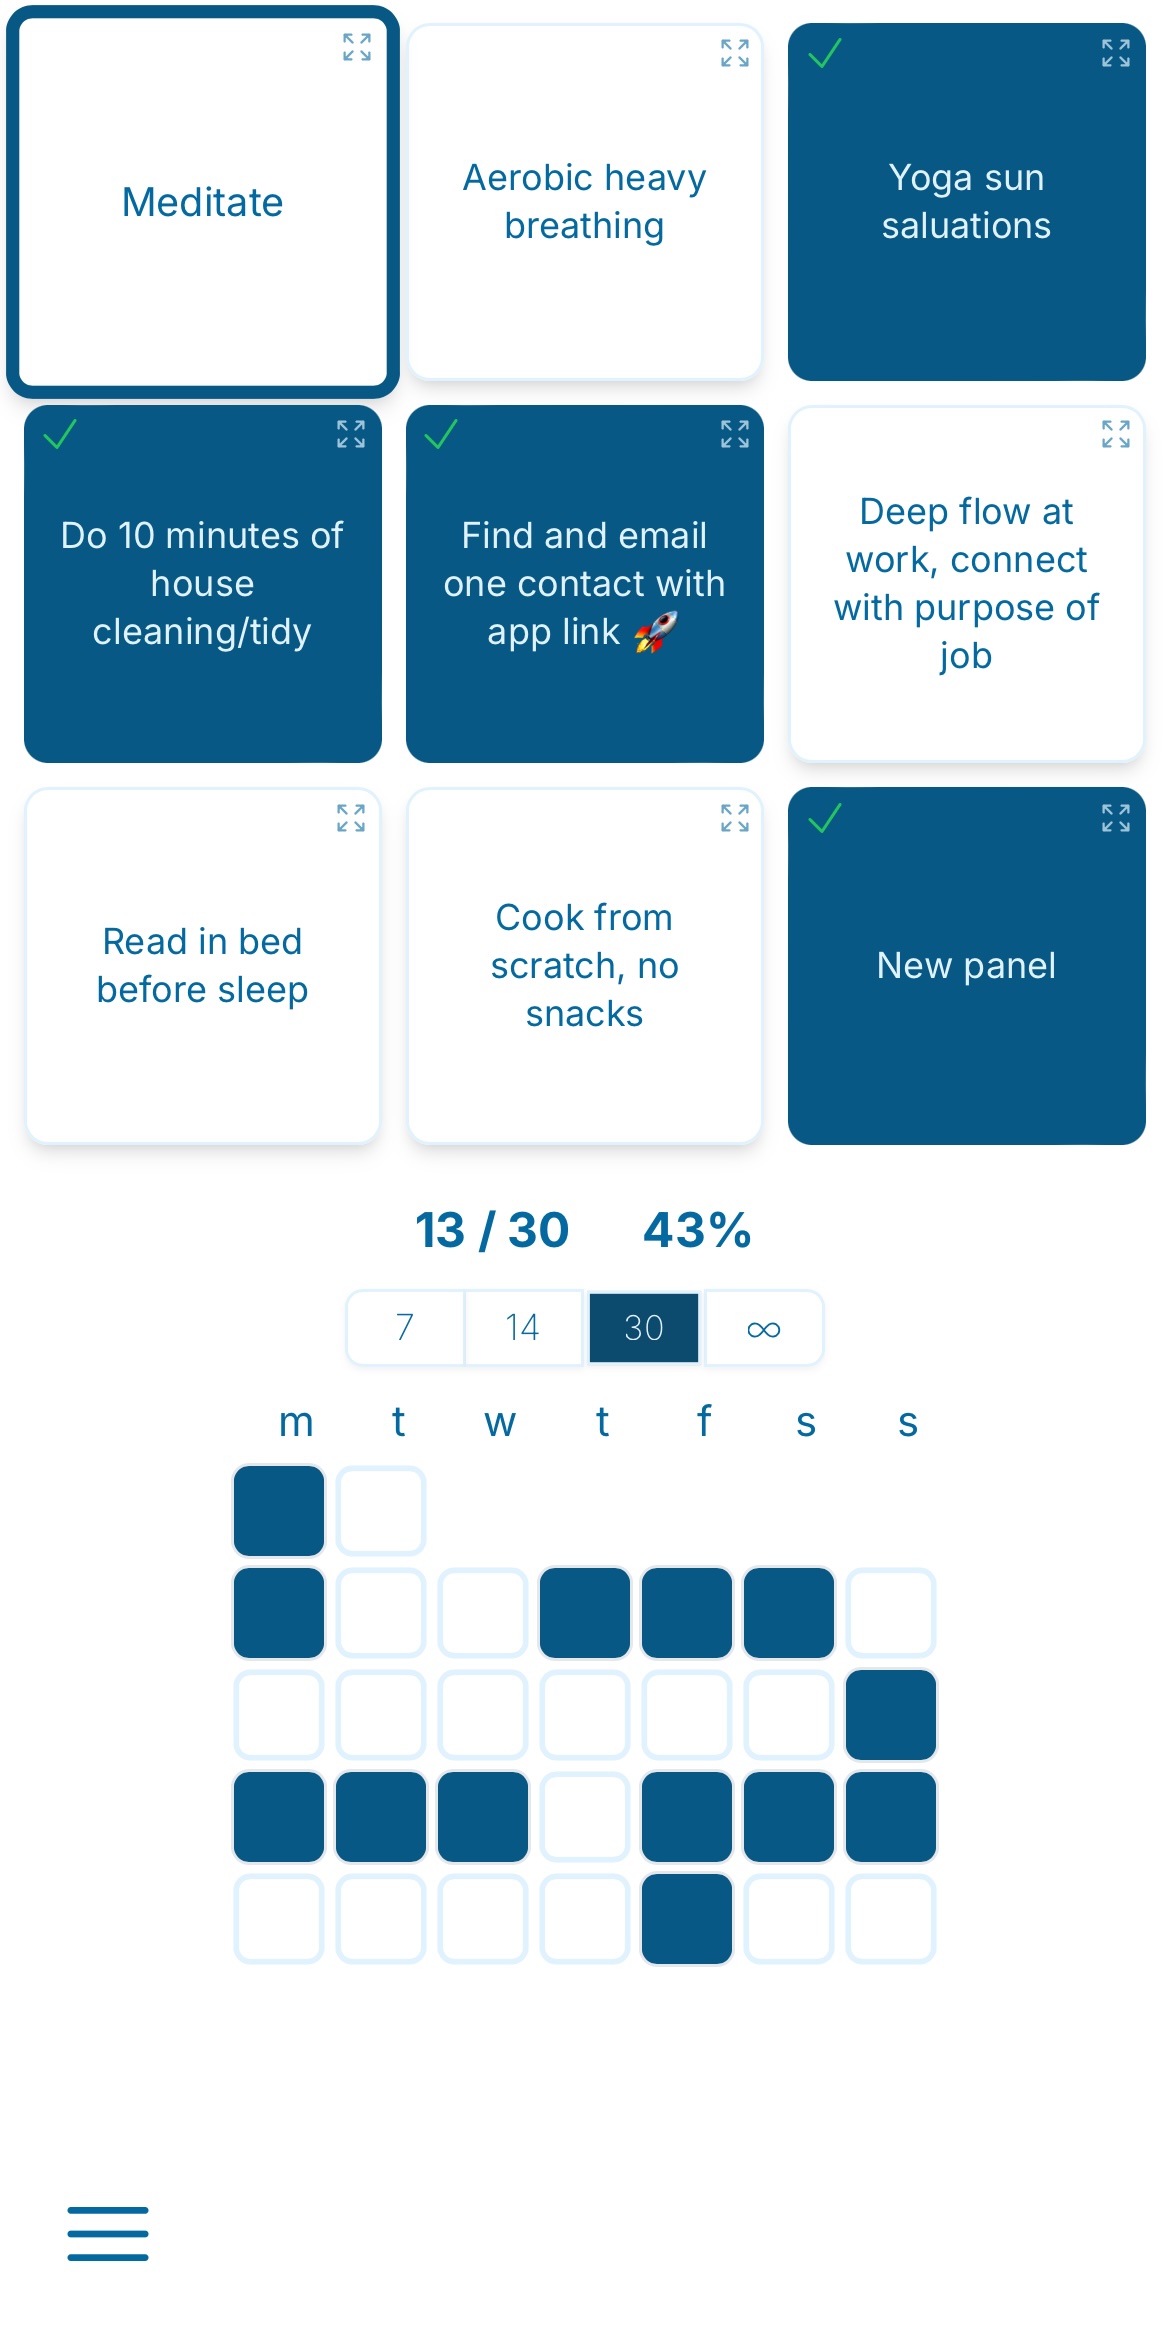 Meditate
Aerobic heavy
breathing
Yoga sun
saluations
Do 10 minutes of
house
cleaning/tidy
Find and email
one contact with
app link 🚀
Deep flow at
work, connect
with purpose of
job
Read in bed
before sleep
Cook from
scratch, no
snacks
New panel
13 / 30 43%
7 14 30 ∞
m t w t f s s